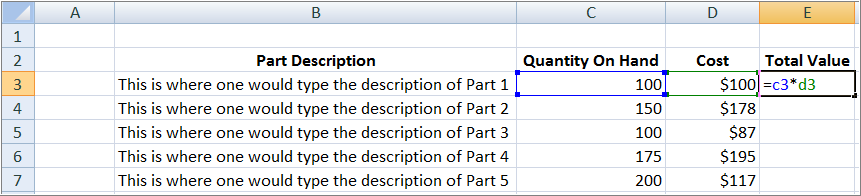 A B C D E
1
2 Part Description Quantity On Hand Cost Total Value
3 This is where one would type the description of Part 1 100 $100 =c3*d3
4 This is where one would type the description of Part 2 150 $178
5 This is where one would type the description of Part 3 100 $87
6 This is where one would type the description of Part 4 175 $195
7 This is where one would type the description of Part 5 200 $117